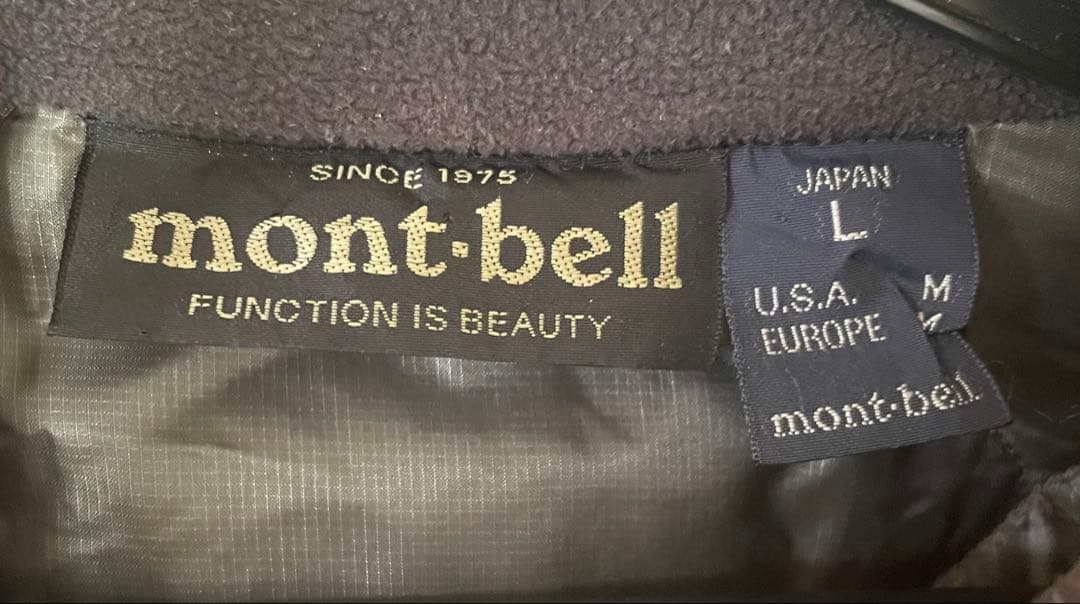 SINCE 1975
mont·bell
FUNCTION IS BEAUTY
JAPAN
L
U.S.A. M
EUROPE M
mont·bell